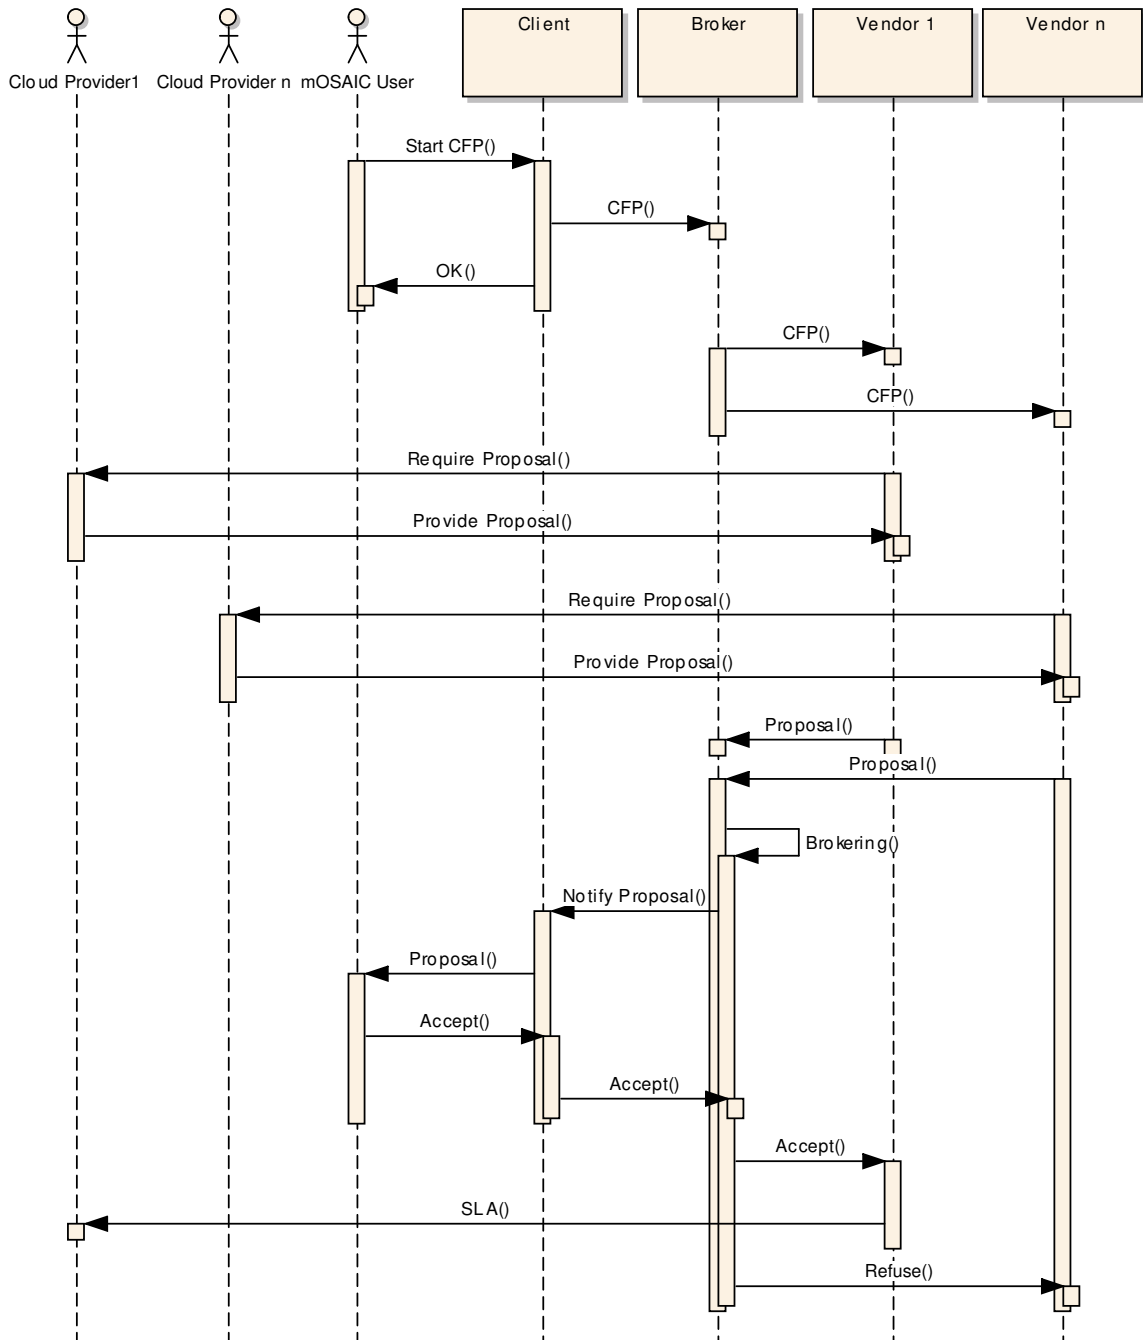 Client
Broker
Vendor 1
Vendor n
Cloud Provider1
Cloud Provider n
mOSAIC User
Start CFP()
CFP()
OK()
CFP()
CFP()
Require Proposal()
Provide Proposal()
Require Proposal()
Provide Proposal()
Proposal()
Proposal()
Brokering()
Notify Proposal()
Proposal()
Accept()
Accept()
Accept()
SLA()
Refuse()